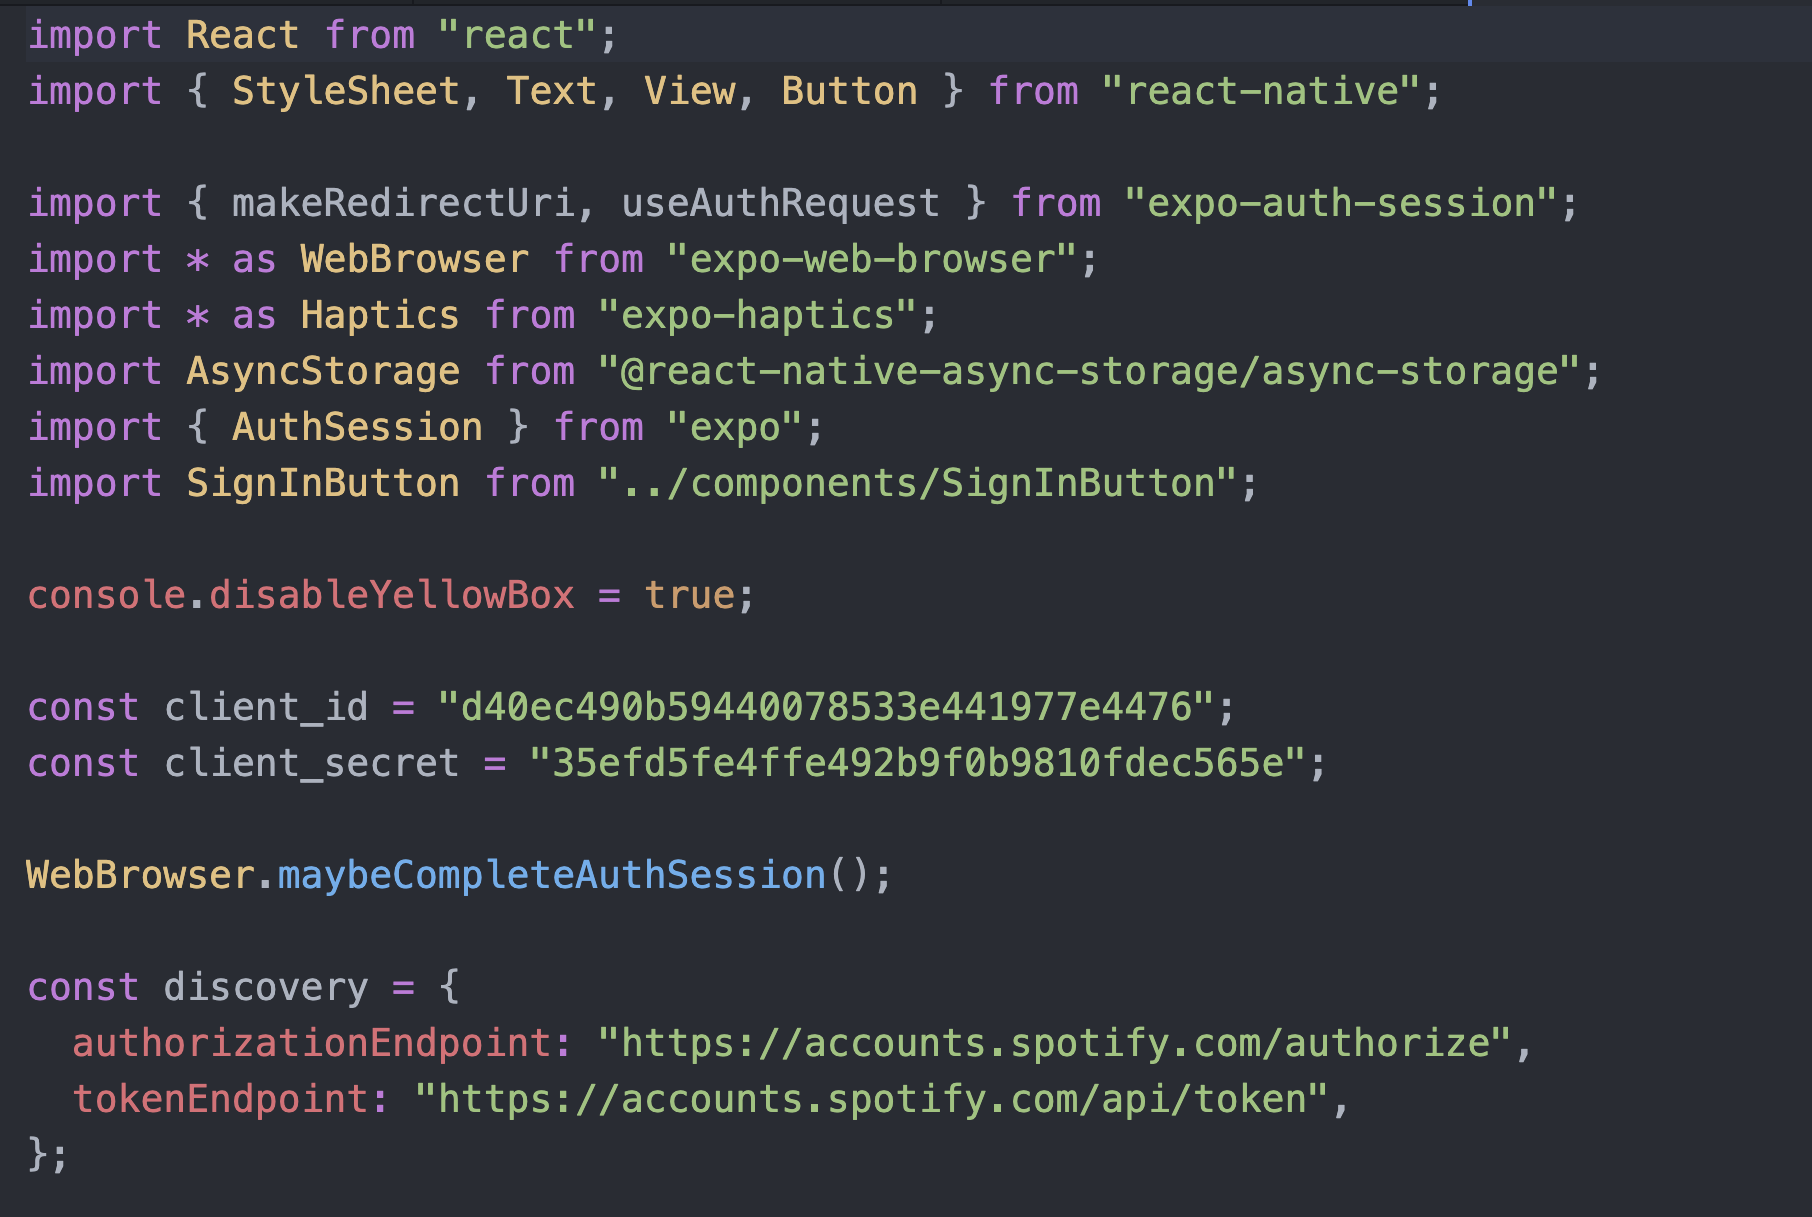 import React from "react";
import { StyleSheet, Text, View, Button } from "react-native";
import { makeRedirectUri, useAuthRequest } from "expo-auth-session";
import * as WebBrowser from "expo-web-browser";
import * as Haptics from "expo-haptics";
import AsyncStorage from "@react-native-async-storage/async-storage";
import { AuthSession } from "expo";
import SignInButton from "../components/SignInButton";
console.disableYellowBox = true;
const client_id = "d40ec490b59440078533e441977e4476";
const client_secret = "35efd5fe4ffe492b9f0b9810fdec565e";
WebBrowser.maybeCompleteAuthSession();
const discovery = {
  authorizationEndpoint: "https://accounts.spotify.com/authorize",
  tokenEndpoint: "https://accounts.spotify.com/api/token",
};